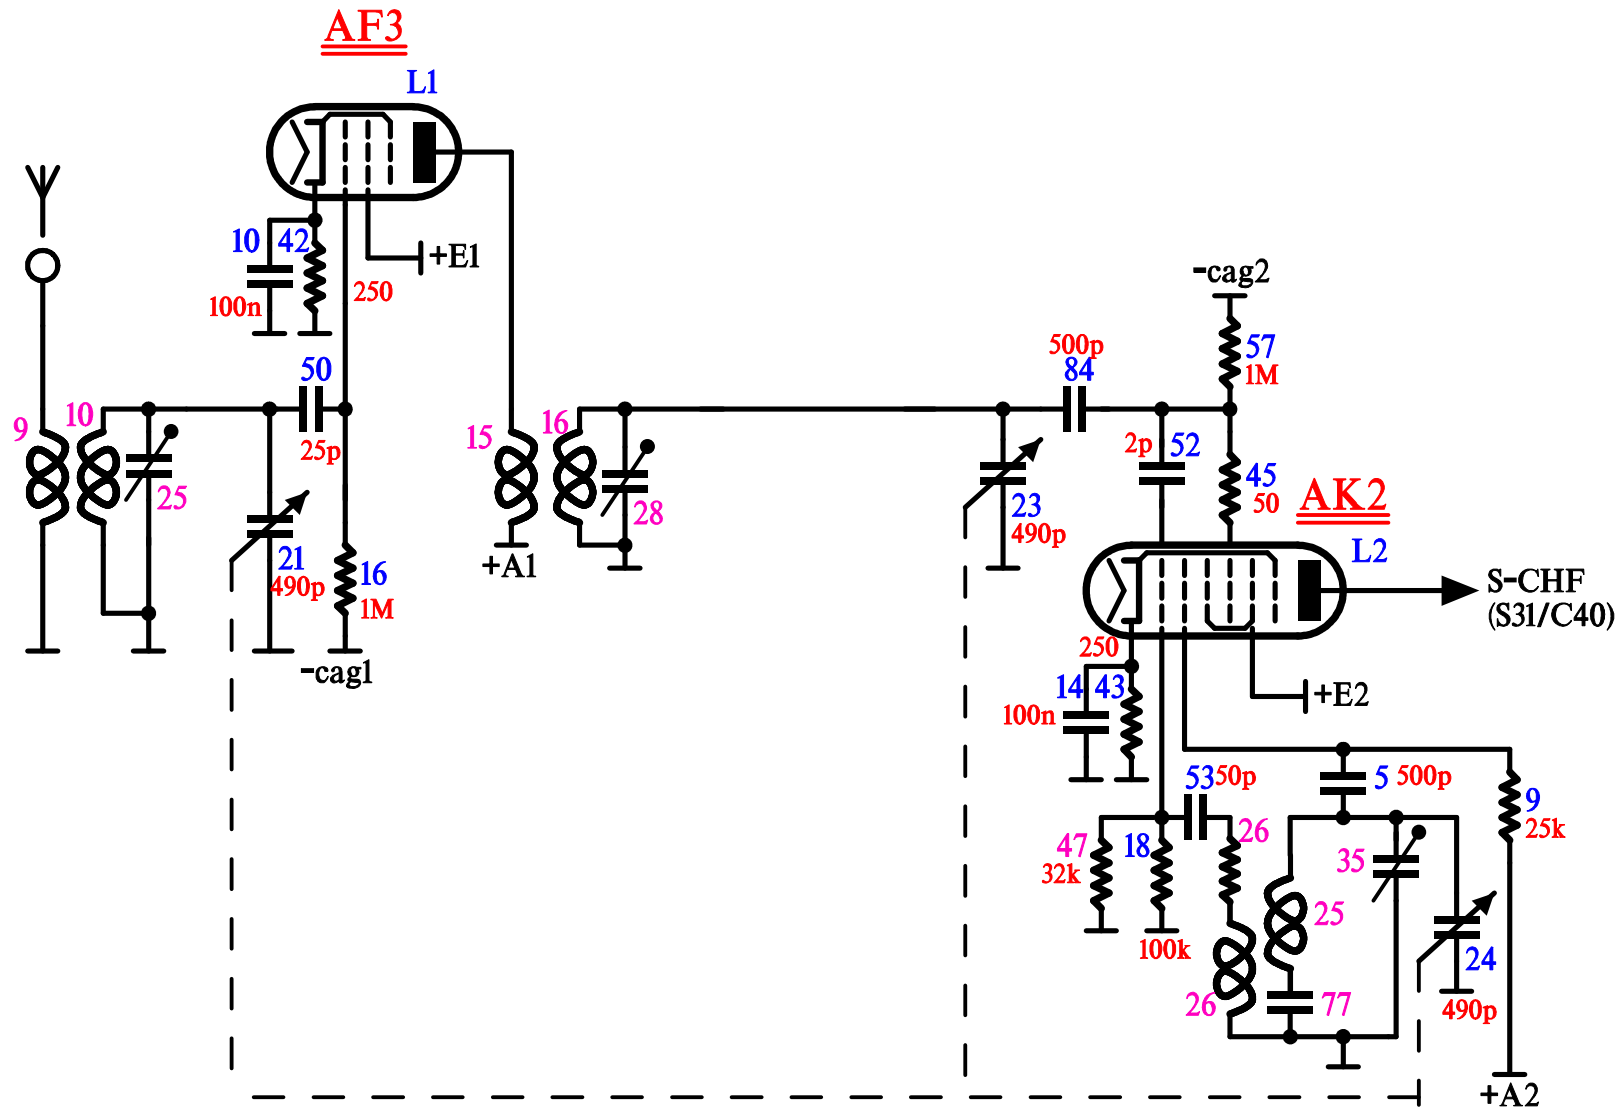 AF3
L1
10 42
+E1
100n
250
-cag2
50
500p
84
57
1M
9
10
25p
15
16
2p
52
45
50
AK2
25
28
23
490p
L2
21
490p
16
1M
+A1
S-CHF
(S31/C40)
-cag1
250
14 43
100n
+E2
53 50p
5 500p
9
25k
47
32k
18
26
35
100k
25
24
26
77
490p
+A2